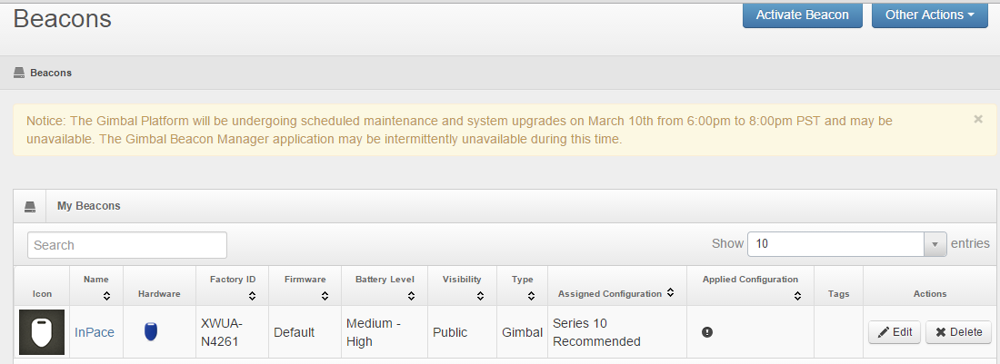 Beacons
Activate Beacon
Other Actions
Beacons
Notice: The Gimbal Platform will be undergoing scheduled maintenance and system upgrades on March 10th from 6:00pm to 8:00pm PST and may be
unavailable. The Gimbal Beacon Manager application may be intermittently unavailable during this time.
×
My Beacons
Search
Show 10 entries
Icon Name Hardware Factory ID Firmware Battery Level Visibility Type Assigned Configuration Applied Configuration Tags Actions
InPace XWUA- Default Medium - Public Gimbal Series 10 Edit Delete
N4261 High Recommended